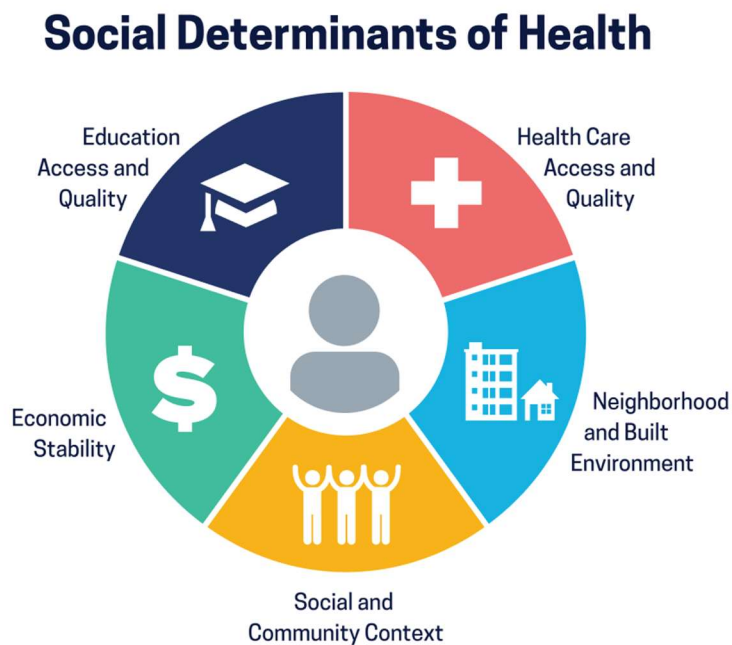 Social Determinants of Health
Education
Access and
Quality
Health Care
Access and
Quality
Economic
Stability
$
Neighborhood
and Built
Environment
Social and
Community Context